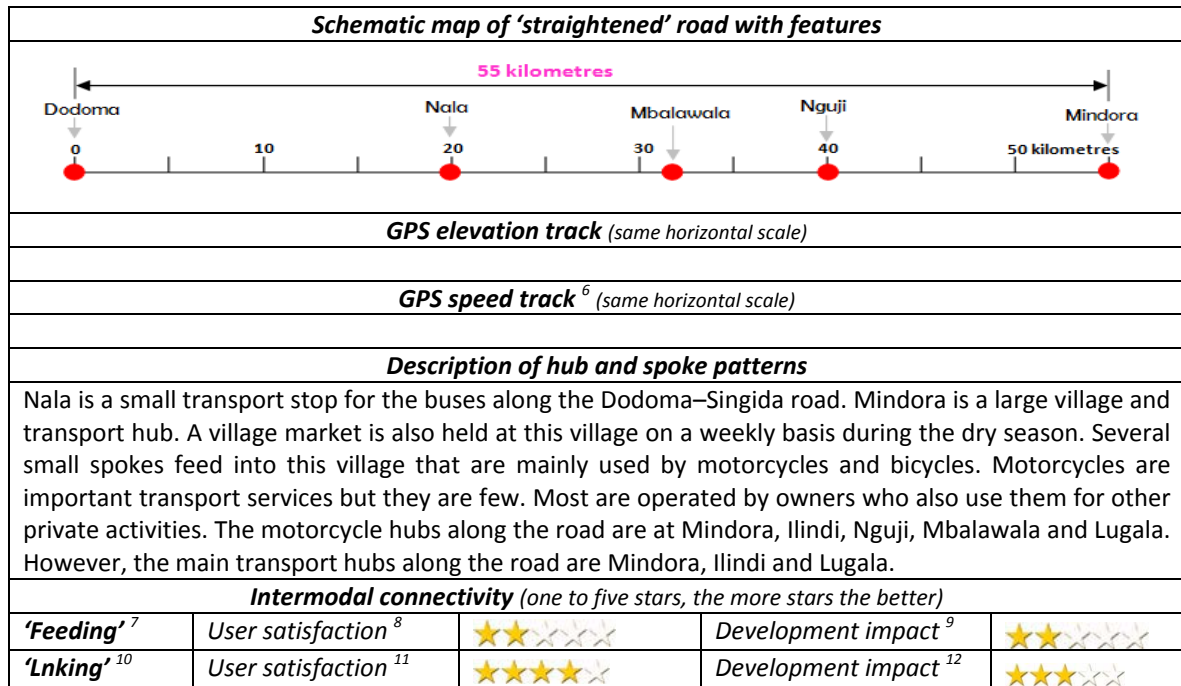 Schematic map of ‘straightened’ road with features
55 kilometres
Dodoma Nala Mbalawala Nguji Mindora
0 10 20 30 40 50 kilometres
GPS elevation track (same horizontal scale)
GPS speed track 6 (same horizontal scale)
Description of hub and spoke patterns
Nala is a small transport stop for the buses along the Dodoma–Singida road. Mindora is a large village and
transport hub. A village market is also held at this village on a weekly basis during the dry season. Several
small spokes feed into this village that are mainly used by motorcycles and bicycles. Motorcycles are
important transport services but they are few. Most are operated by owners who also use them for other
private activities. The motorcycle hubs along the road are at Mindora, Ilindi, Nguji, Mbalawala and Lugala.
However, the main transport hubs along the road are Mindora, Ilindi and Lugala.
Intermodal connectivity (one to five stars, the more stars the better)
‘Feeding’ 7 User satisfaction 8 Development impact 9
‘Lnking’ 10 User satisfaction 11 Development impact 12